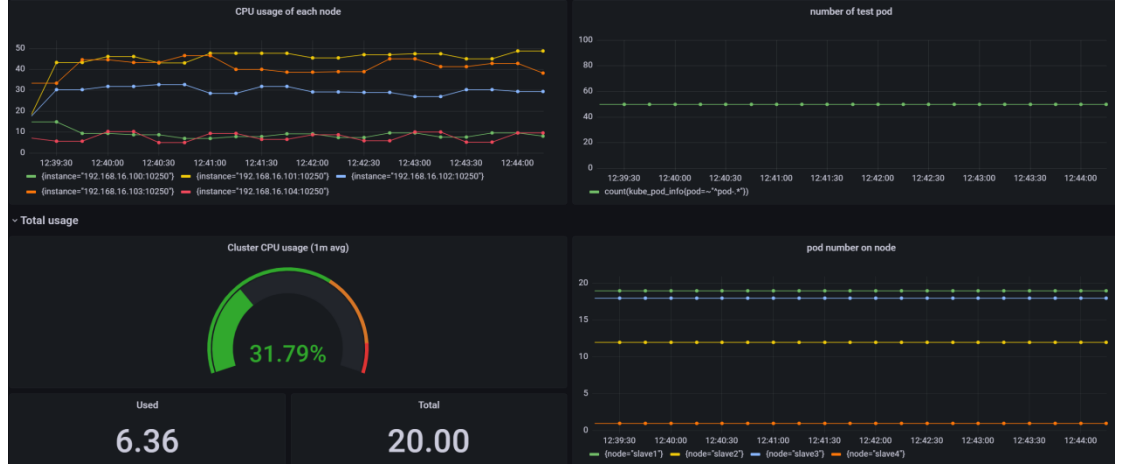 CPU usage of each node
50
40
30
20
10
0
12:39:30 12:40:00 12:40:30 12:41:00 12:41:30 12:42:00 12:42:30 12:43:00 12:43:30 12:44:00
{instance="192.168.16.100:10250"} {instance="192.168.16.101:10250"} {instance="192.168.16.102:10250"}
{instance="192.168.16.103:10250"} {instance="192.168.16.104:10250"}
number of test pod
100
80
60
40
20
0
12:39:30 12:40:00 12:40:30 12:41:00 12:41:30 12:42:00 12:42:30 12:43:00 12:43:30 12:44:00
count(kube_pod_info{pod=~"^pod-.*"})
Total usage
Cluster CPU usage (1m avg)
31.79%
Used
6.36
Total
20.00
pod number on node
20
15
10
5
0
12:39:30 12:40:00 12:40:30 12:41:00 12:41:30 12:42:00 12:42:30 12:43:00 12:43:30 12:44:00
{node="slave1"} {node="slave2"} {node="slave3"} {node="slave4"}